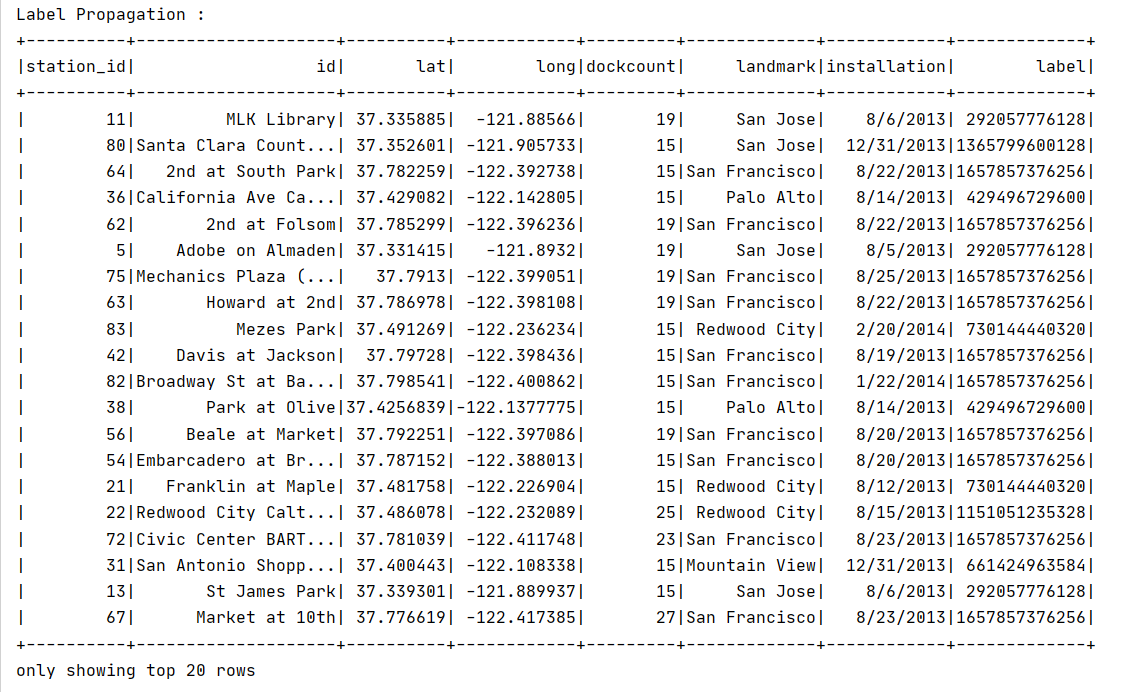 Label Propagation :
+----------+--------------------+----------+------------+---------+-------------+------------+-------------+
|station_id|                  id|       lat|        long|dockcount|     landmark|installation|        label|
+----------+--------------------+----------+------------+---------+-------------+------------+-------------+
|        11|         MLK Library| 37.335885|  -121.88566|       19|     San Jose|    8/6/2013| 292057776128|
|        80|Santa Clara Count...| 37.352601| -121.905733|       15|     San Jose|  12/31/2013|1365799600128|
|        64|   2nd at South Park| 37.782259| -122.392738|       15|San Francisco|   8/22/2013|1657857376256|
|        36|California Ave Ca...| 37.429082| -122.142805|       15|    Palo Alto|   8/14/2013| 429496729600|
|        62|       2nd at Folsom| 37.785299| -122.396236|       19|San Francisco|   8/22/2013|1657857376256|
|         5|    Adobe on Almaden| 37.331415|   -121.8932|       19|     San Jose|    8/5/2013| 292057776128|
|        75|Mechanics Plaza (...|   37.7913| -122.399051|       19|San Francisco|   8/25/2013|1657857376256|
|        63|       Howard at 2nd| 37.786978| -122.398108|       19|San Francisco|   8/22/2013|1657857376256|
|        83|          Mezes Park| 37.491269| -122.236234|       15| Redwood City|   2/20/2014| 730144440320|
|        42|    Davis at Jackson|  37.79728| -122.398436|       15|San Francisco|   8/19/2013|1657857376256|
|        82|Broadway St at Ba...| 37.798541| -122.400862|       15|San Francisco|   1/22/2014|1657857376256|
|        38|       Park at Olive|37.4256839|-122.1377775|       15|    Palo Alto|   8/14/2013| 429496729600|
|        56|     Beale at Market| 37.792251| -122.397086|       19|San Francisco|   8/20/2013|1657857376256|
|        54|Embarcadero at Br...| 37.787152| -122.388013|       15|San Francisco|   8/20/2013|1657857376256|
|        21|   Franklin at Maple| 37.481758| -122.226904|       15| Redwood City|   8/12/2013| 730144440320|
|        22|Redwood City Calt...| 37.486078| -122.232089|       25| Redwood City|   8/15/2013|1151051235328|
|        72|Civic Center BART...| 37.781039| -122.411748|       23|San Francisco|   8/23/2013|1657857376256|
|        31|San Antonio Shopp...| 37.400443| -122.108338|       15|Mountain View|  12/31/2013| 661424963584|
|        13|       St James Park| 37.339301| -121.889937|       15|     San Jose|    8/6/2013| 292057776128|
|        67|      Market at 10th| 37.776619| -122.417385|       27|San Francisco|   8/23/2013|1657857376256|
+----------+--------------------+----------+------------+---------+-------------+------------+-------------+
only showing top 20 rows